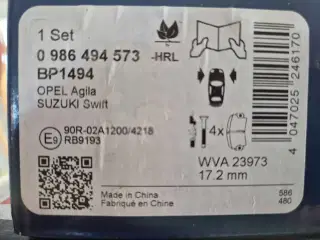 1 Set
0 986 494 573 -HRL
BP1494
OPEL Agila
SUZUKI Swift
4 047025 246170
E9 90R-02A1200/4218
RB9193
4x
WVA 23973
17.2 mm
Made in China
Fabriqué en Chine
586
480